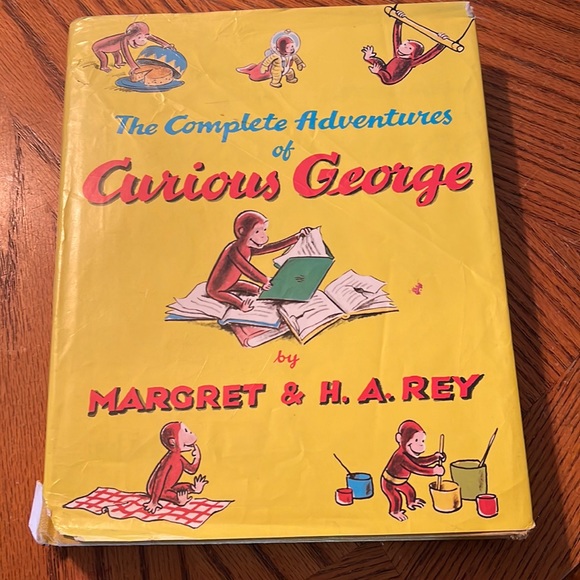 The Complete Adventures
of
Curious George
by
MARGRET & H. A. REY